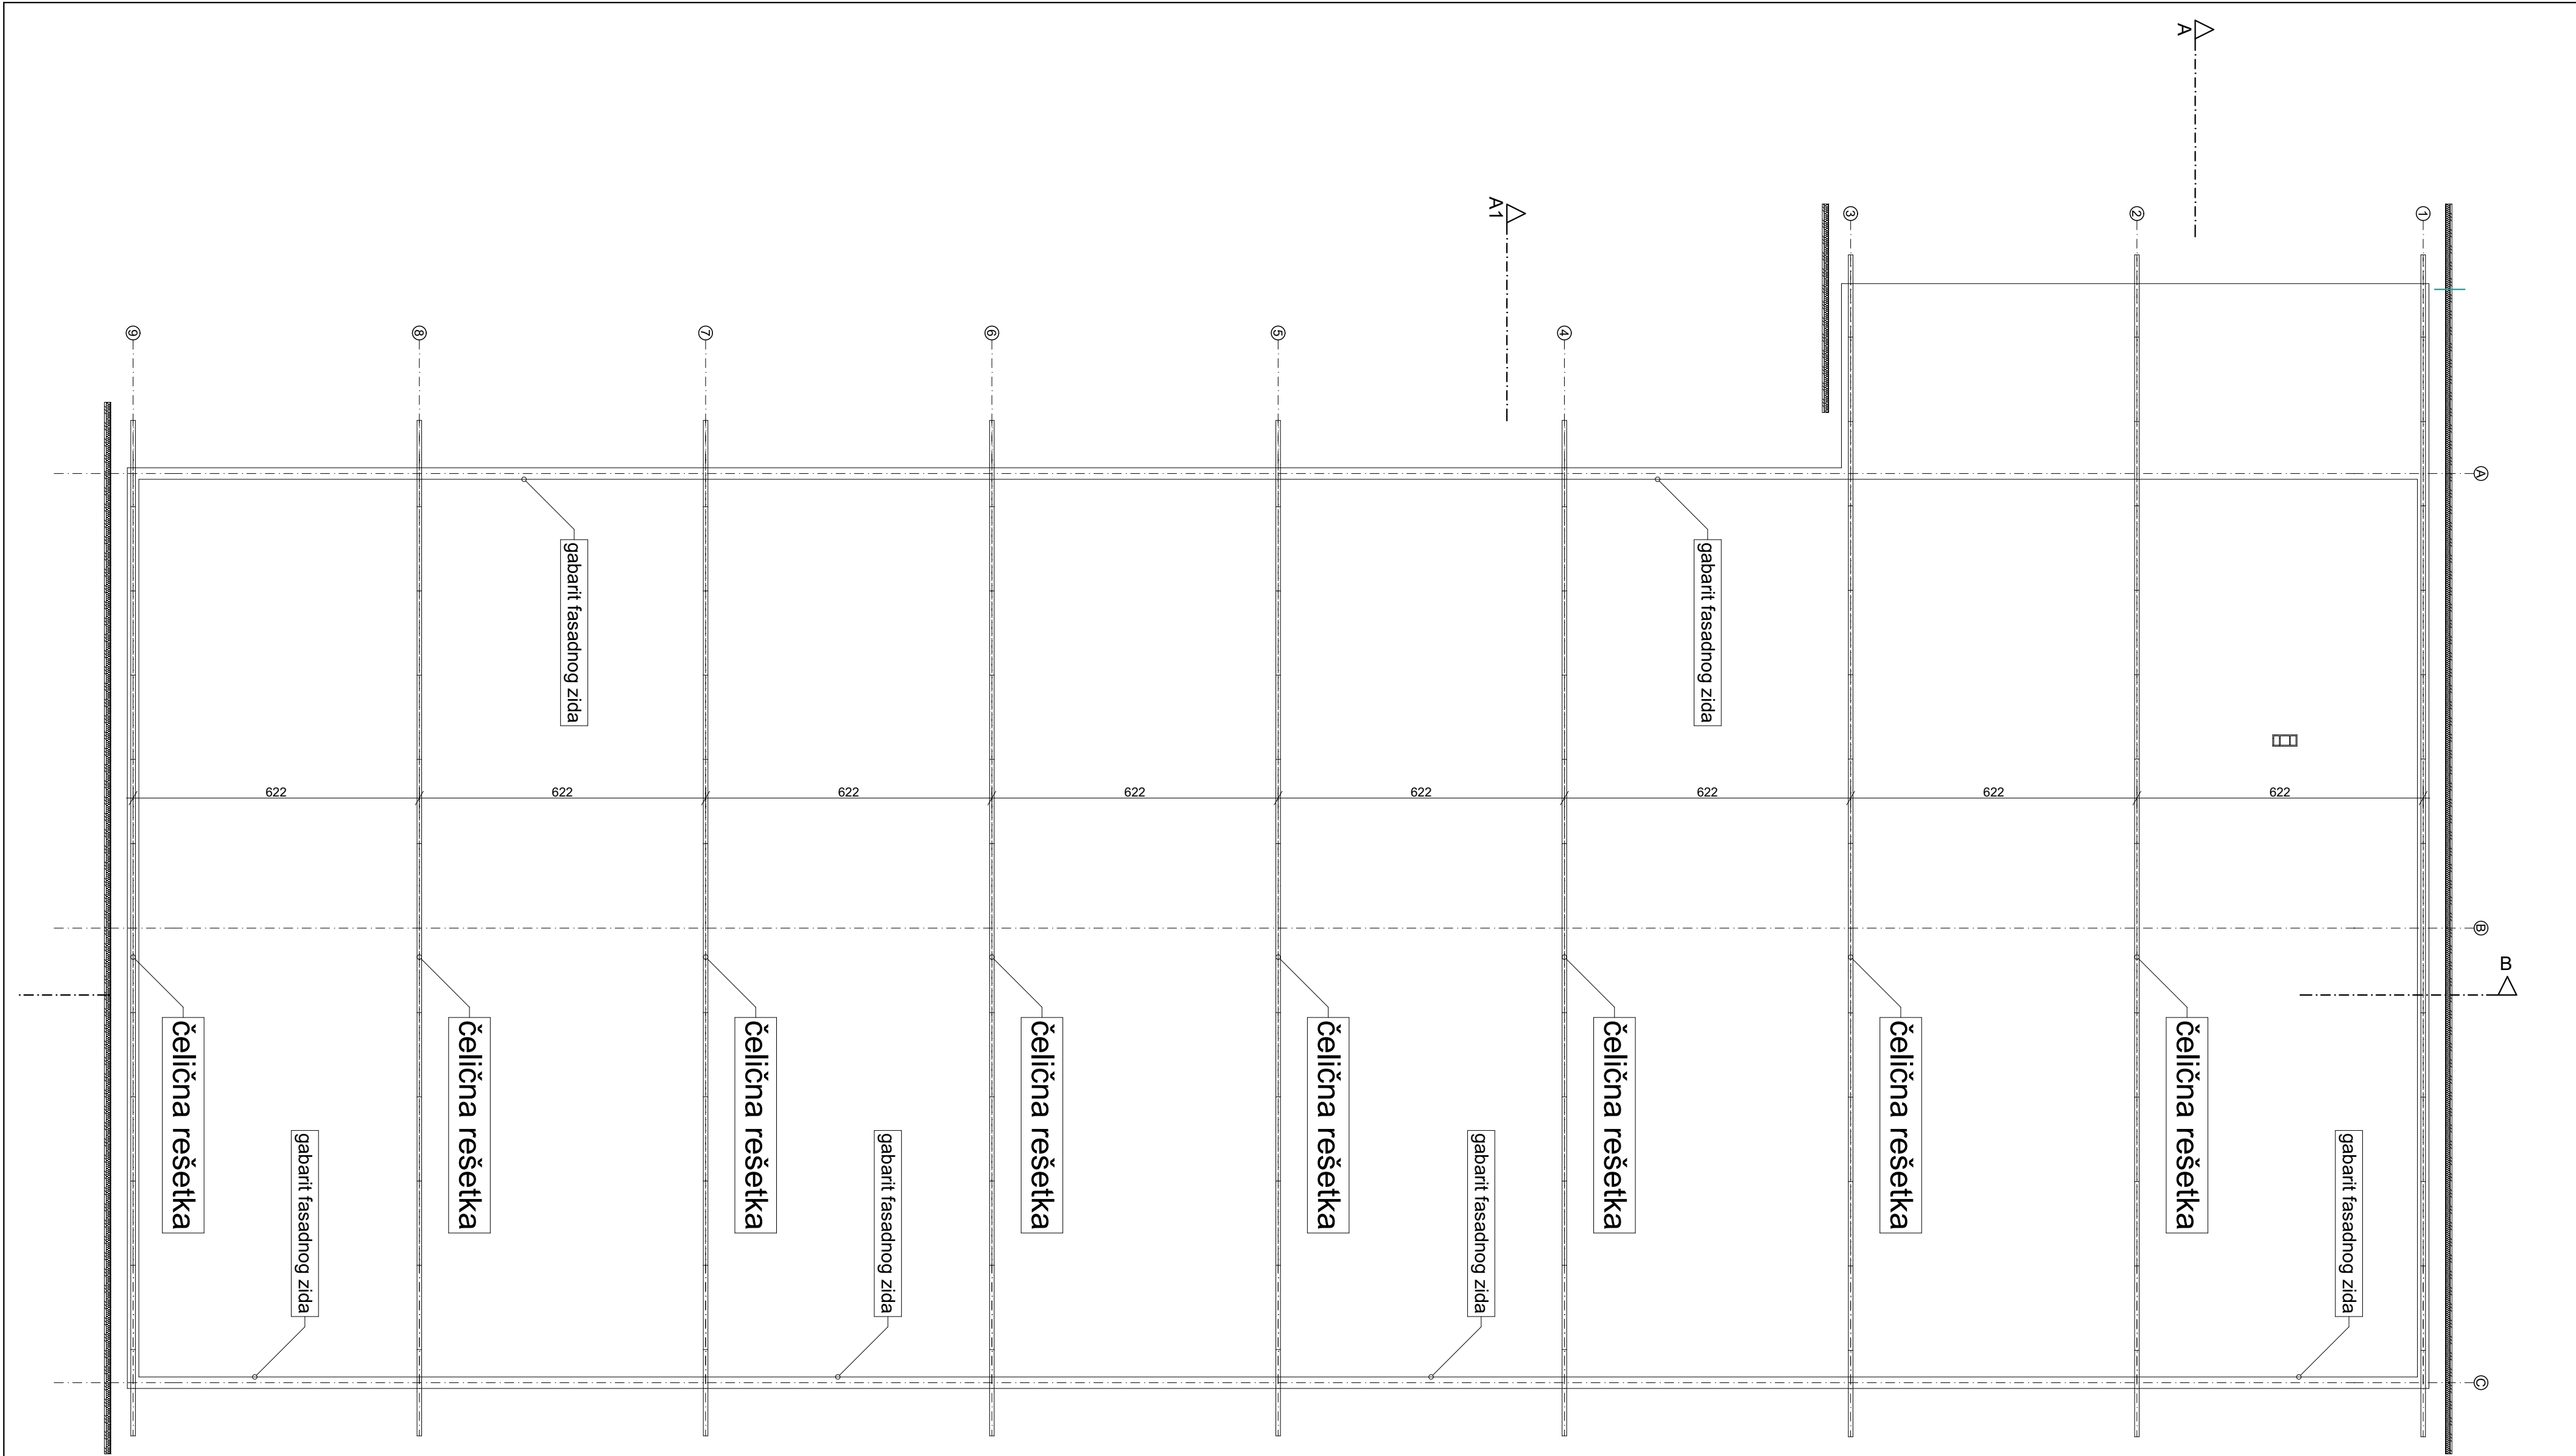 A
A1
3
2
1
9
8
7
6
5
4
A
gabarit fasadnog zida
gabarit fasadnog zida
622
622
622
622
622
622
622
622
B
B
čelična rešetka
čelična rešetka
čelična rešetka
čelična rešetka
čelična rešetka
čelična rešetka
čelična rešetka
čelična rešetka
gabarit fasadnog zida
gabarit fasadnog zida
gabarit fasadnog zida
gabarit fasadnog zida
C